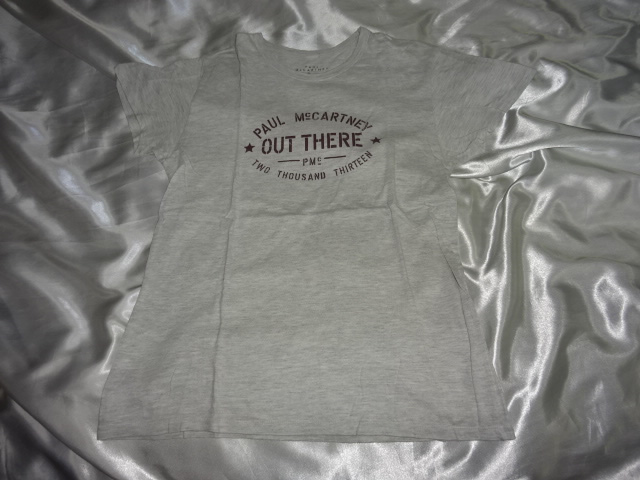 PAUL McCARTNEY
OUT THERE
PMc
TWO THOUSAND THIRTEEN